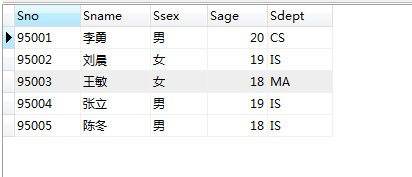 Sno Sname Ssex Sage Sdept
95001 李勇 男 20 CS
95002 刘晨 女 19 IS
95003 王敏 女 18 MA
95004 张立 男 19 IS
95005 陈冬 男 18 IS